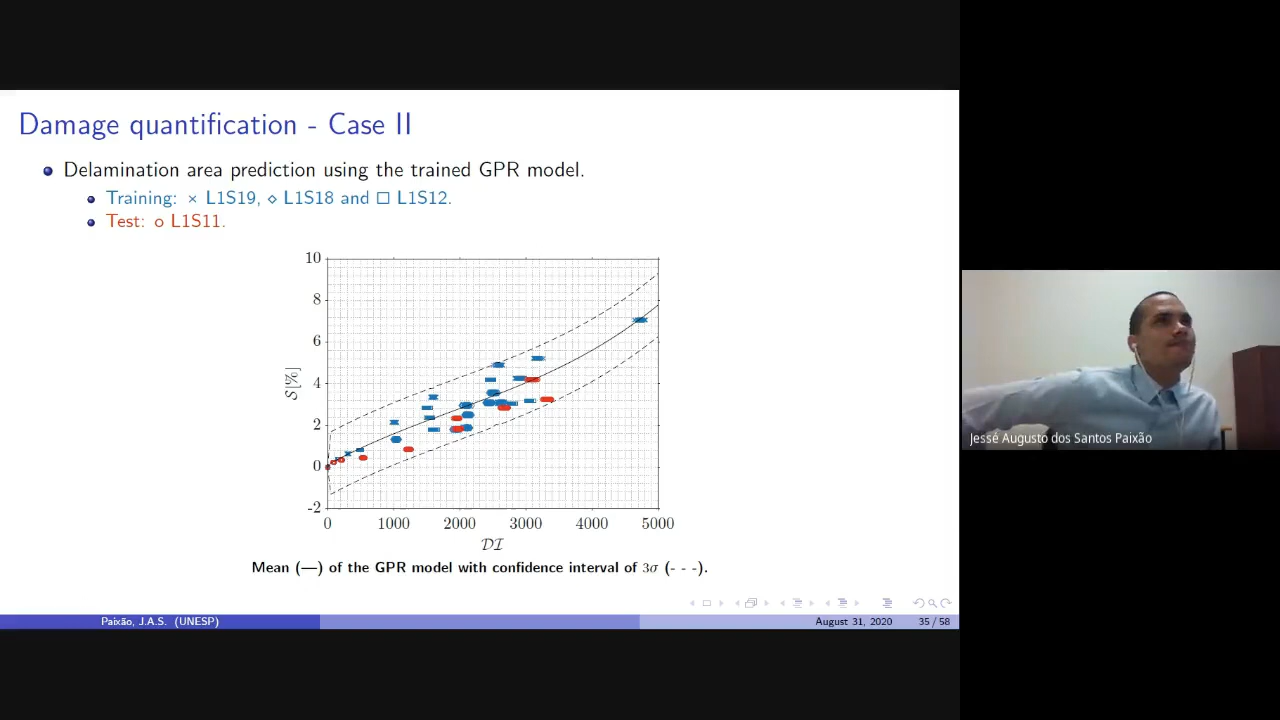 Damage quantification - Case II
Delamination area prediction using the trained GPR model.
Training: × L1S19, ⋄ L1S18 and □ L1S12.
Test: o L1S11.
10
8
6
4
2
0
-2
S[%]
0 1000 2000 3000 4000 5000
DI
Mean (—) of the GPR model with confidence interval of 3σ (- - -).
Paixão, J.A.S. (UNESP) August 31, 2020 35 / 58
Jessé Augusto dos Santos Paixão